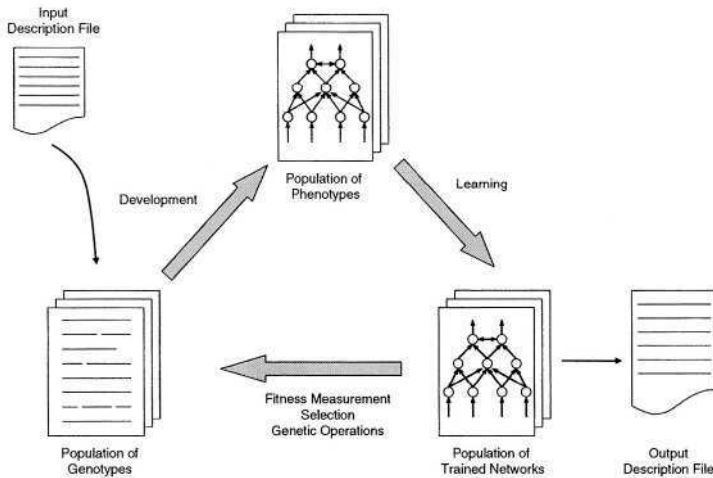 Input
Description File
Population of
Phenotypes
Development
Learning
Fitness Measurement
Selection
Genetic Operations
Population of
Genotypes
Population of
Trained Networks
Output
Description File